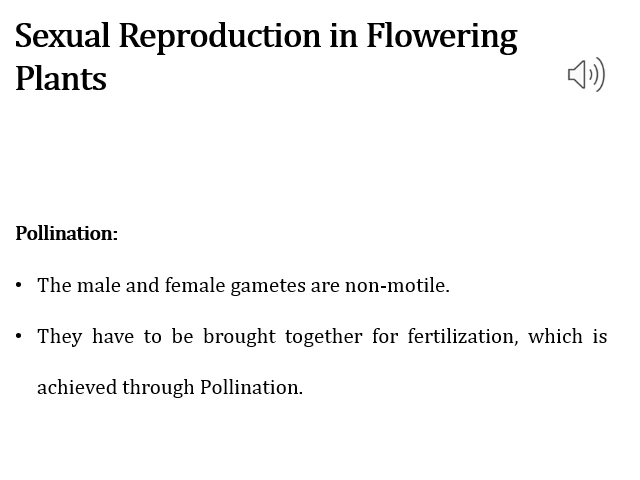 Sexual Reproduction in Flowering
Plants
Pollination:
• The male and female gametes are non-motile.
• They have to be brought together for fertilization, which is
achieved through Pollination.